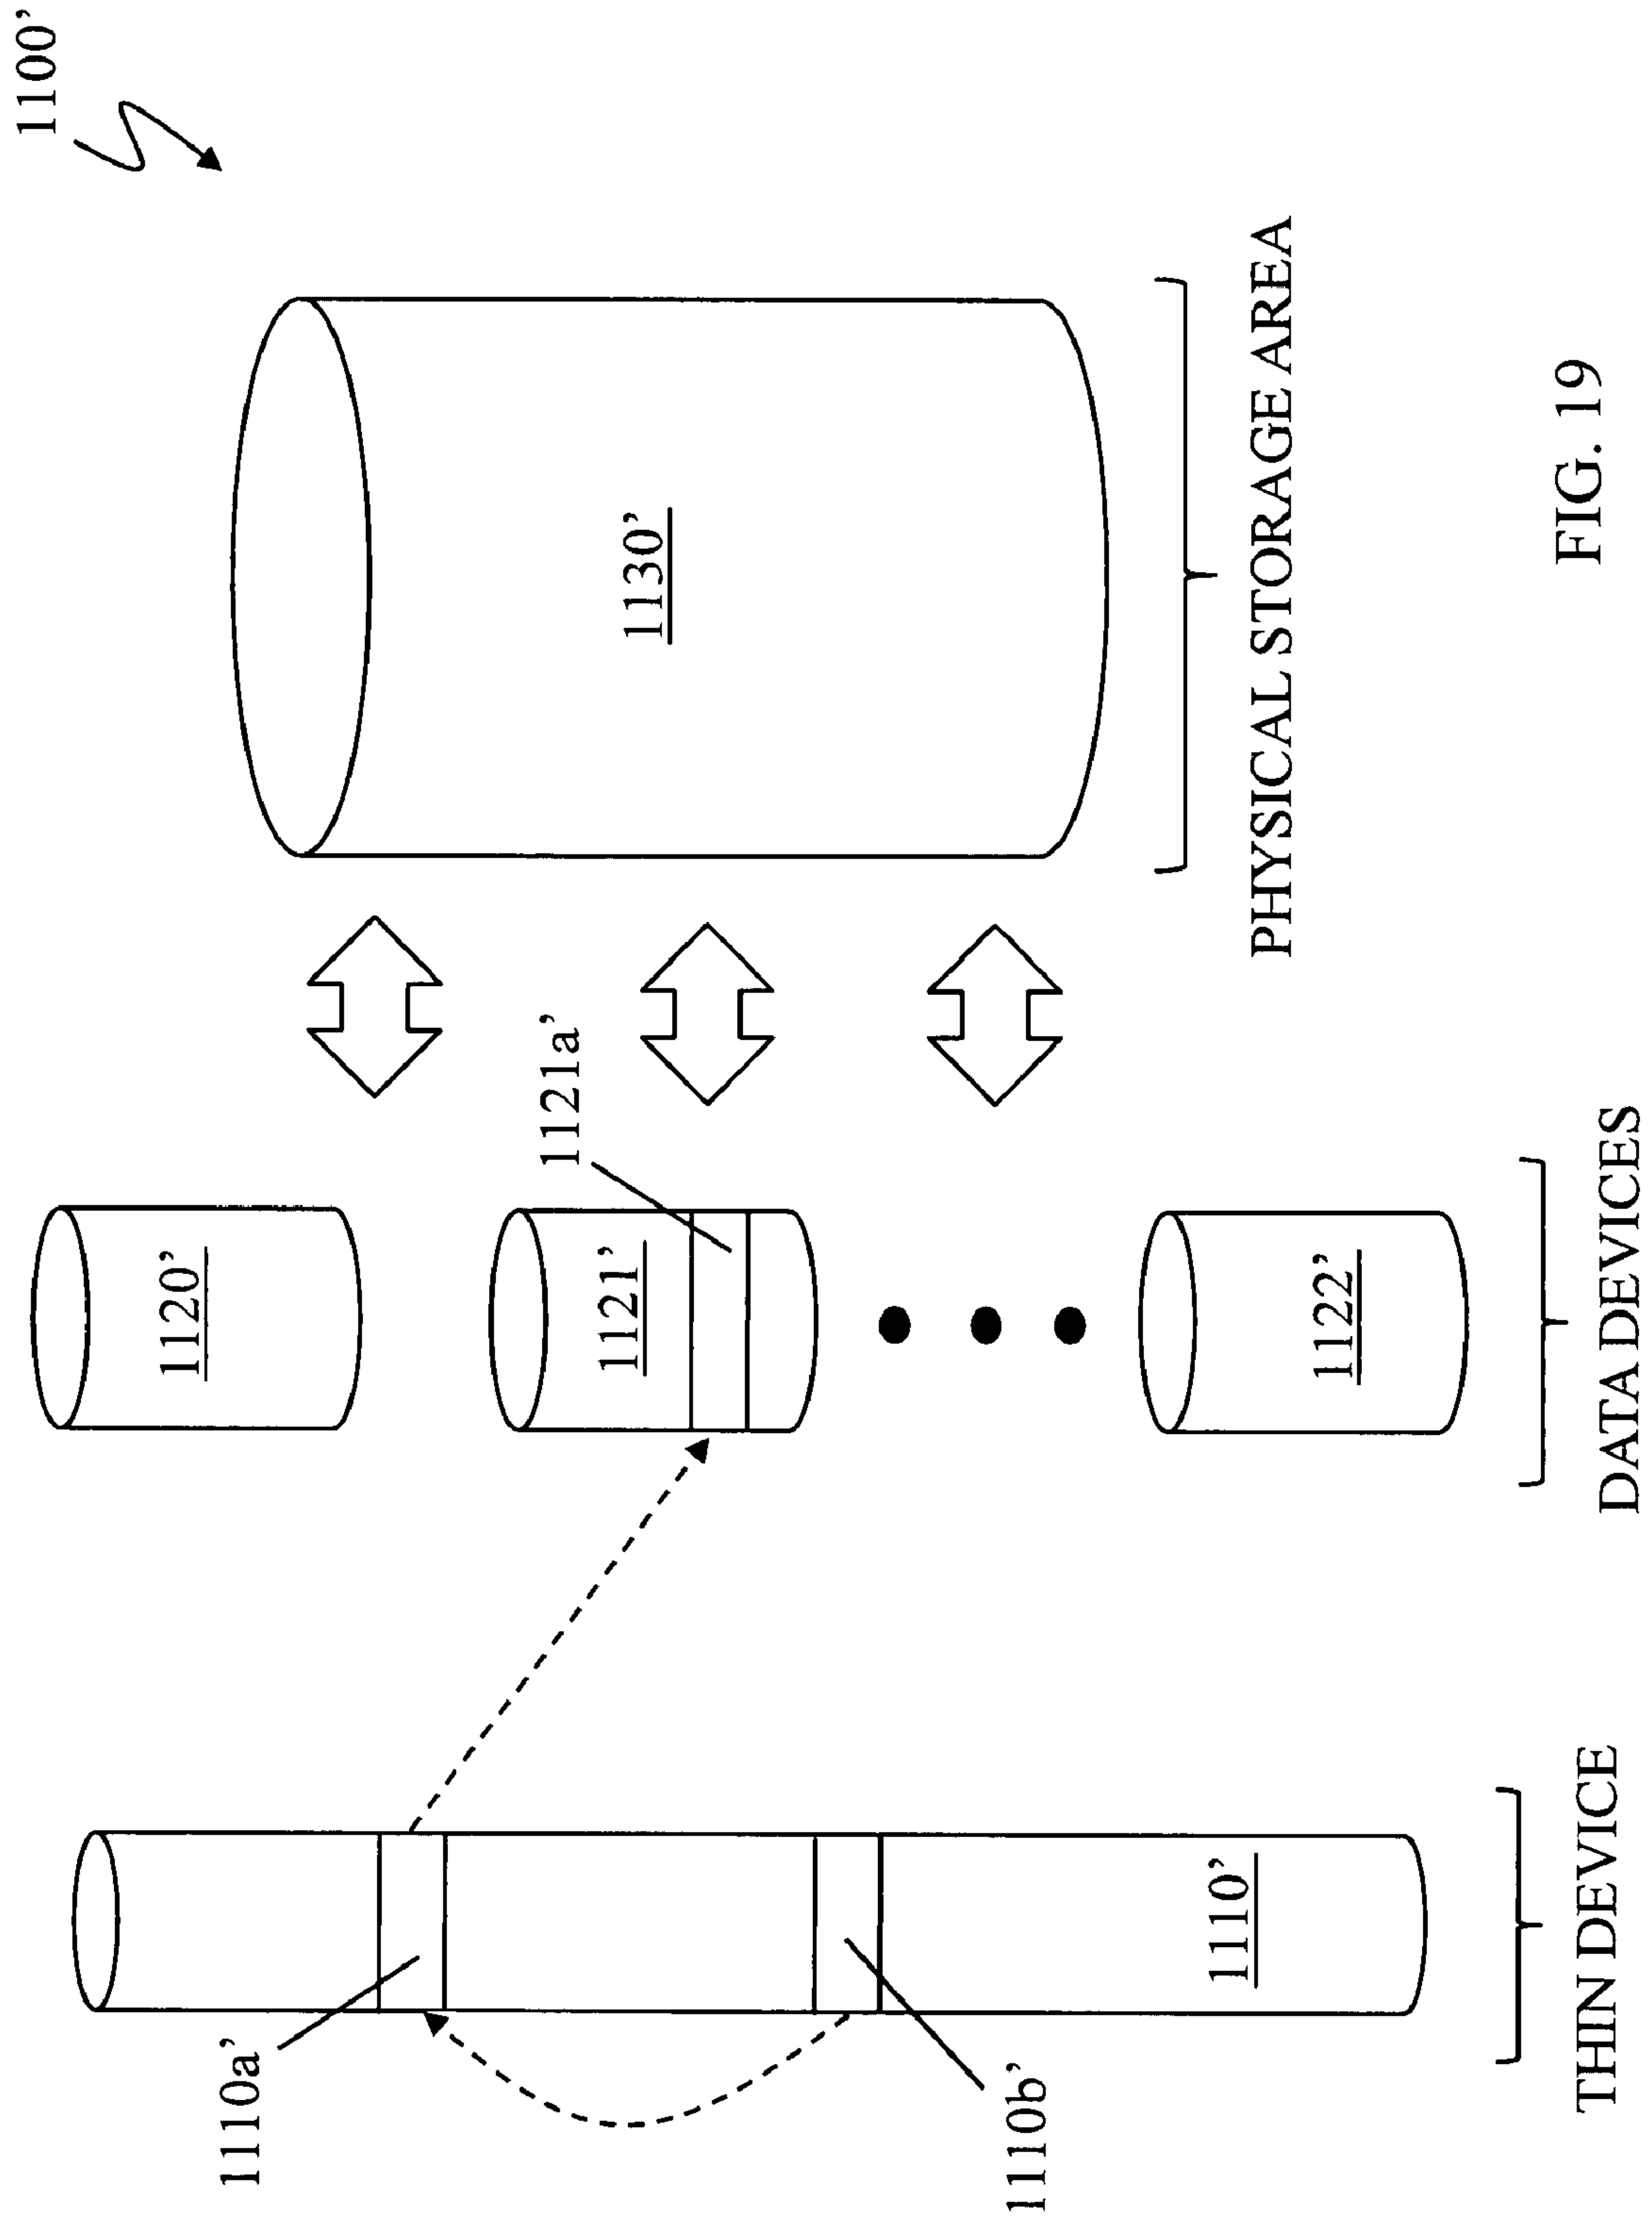 1100’
1120’
1110a’
1121a’
1121’
1130’
1110b’
1110’
1122’
THIN DEVICE
DATA DEVICES
PHYSICAL STORAGE AREA
FIG. 19